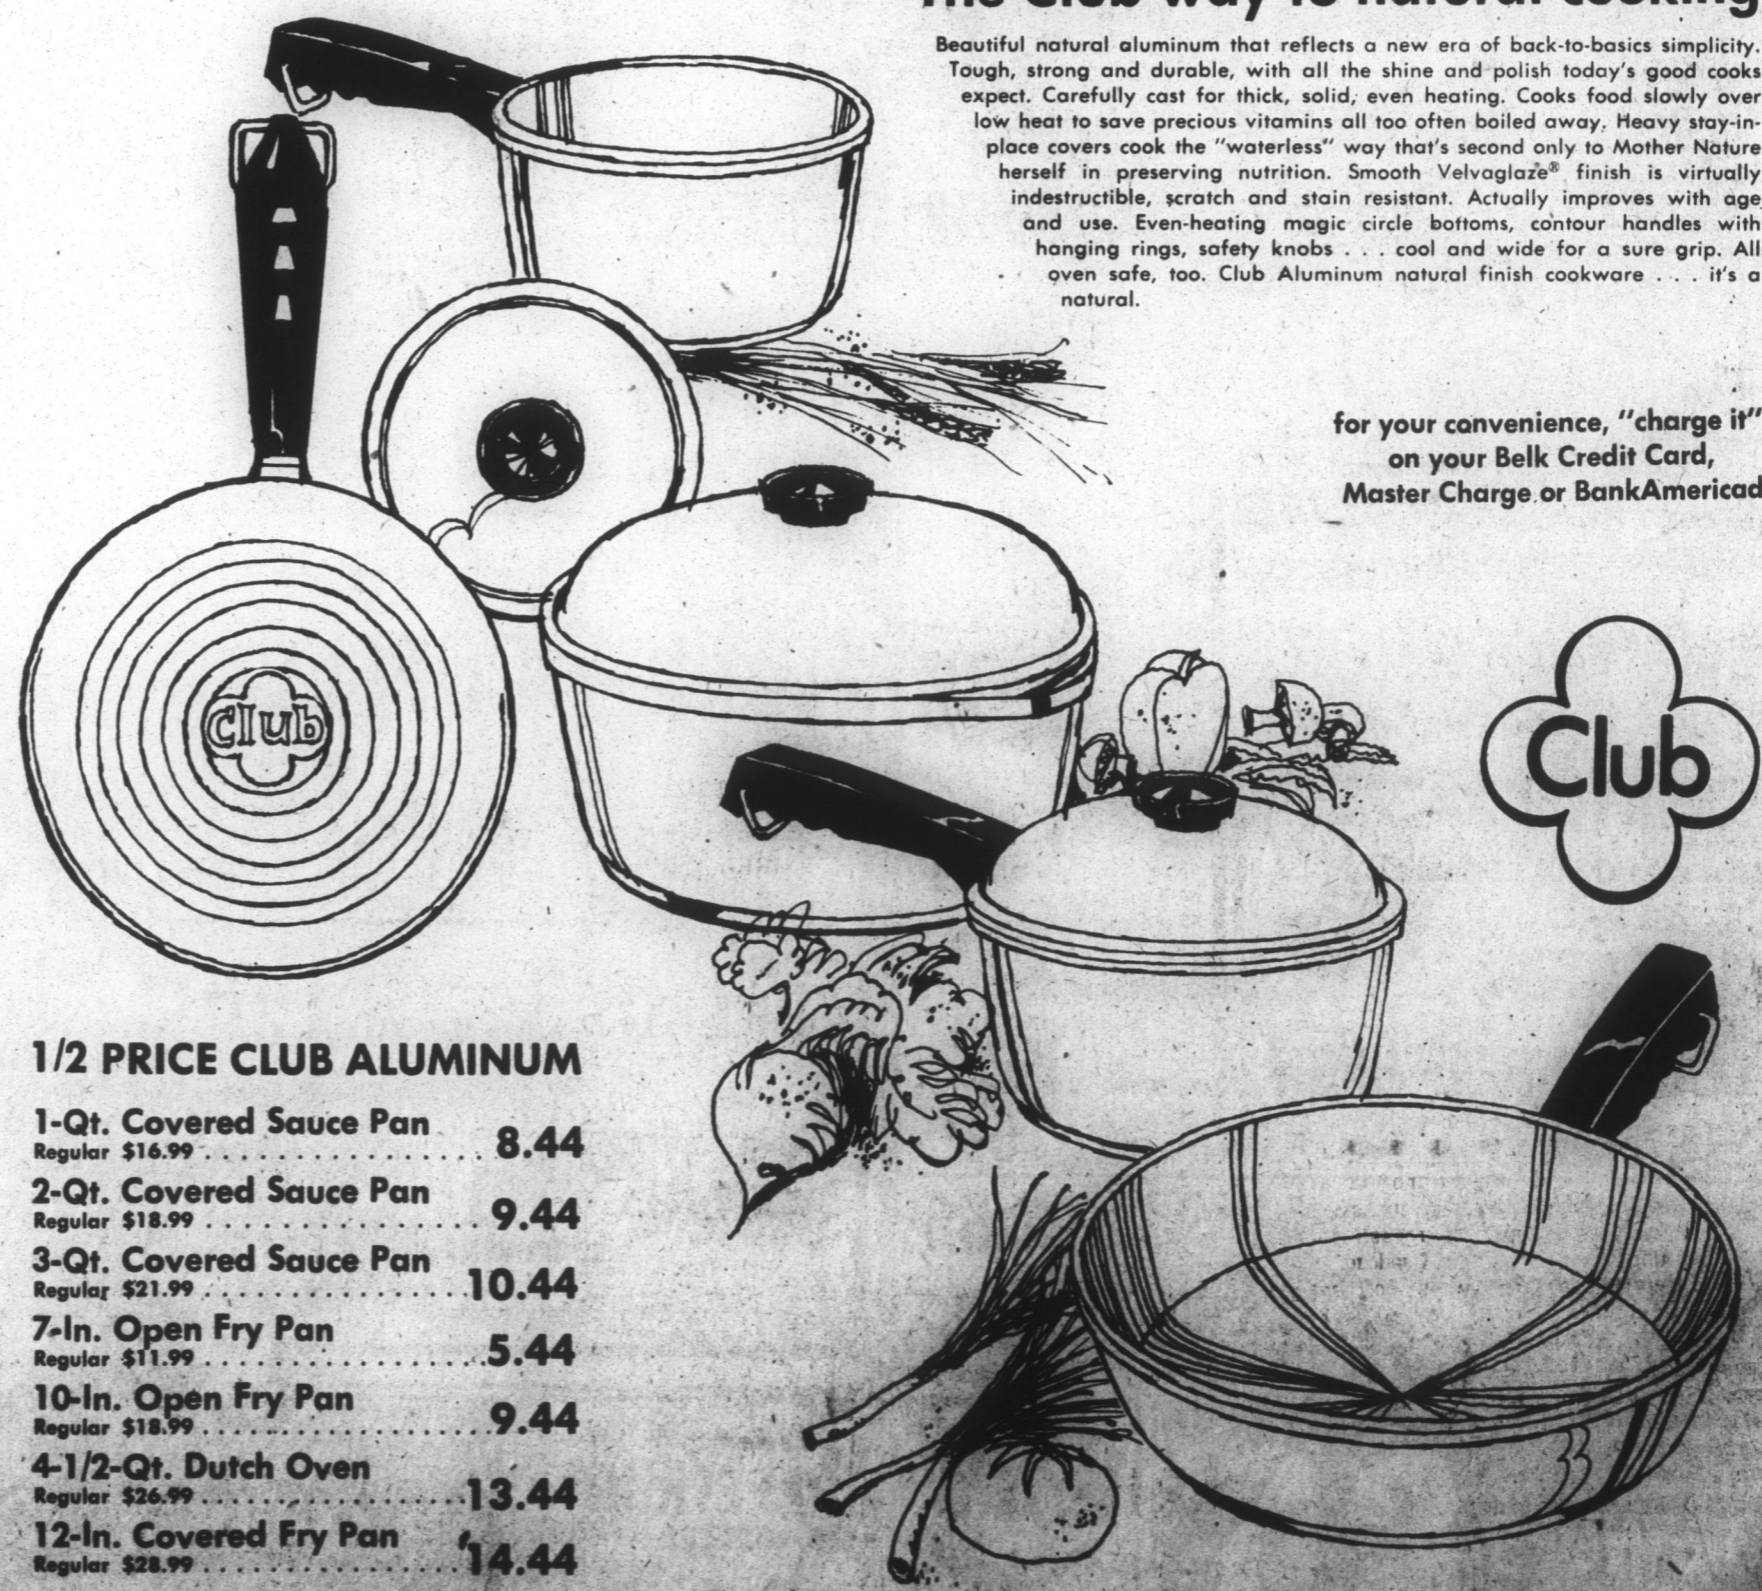 The Club way to natural cooking
Beautiful natural aluminum that reflects a new era of back-to-basics simplicity.
Tough, strong and durable, with all the shine and polish today's good cooks
expect. Carefully cast for thick, solid, even heating. Cooks food slowly over
low heat to save precious vitamins all too often boiled away. Heavy stay-in-
place covers cook the "waterless" way that's second only to Mother Nature
herself in preserving nutrition. Smooth Velvaglaze® finish is virtually
indestructible, scratch and stain resistant. Actually improves with age
and use. Even-heating magic circle bottoms, contour handles with
hanging rings, safety knobs . . . cool and wide for a sure grip. All
oven safe, too. Club Aluminum natural finish cookware . . . it's a
natural.
for your convenience, "charge it"
on your Belk Credit Card,
Master Charge or BankAmericad
Club
Club
1/2 PRICE CLUB ALUMINUM
1-Qt. Covered Sauce Pan
Regular $16.99 . . . . . . . . . . . . . . . . 8.44
2-Qt. Covered Sauce Pan
Regular $18.99 . . . . . . . . . . . . . . . . 9.44
3-Qt. Covered Sauce Pan
Regular $21.99 . . . . . . . . . . . . . . . 10.44
7-In. Open Fry Pan
Regular $11.99 . . . . . . . . . . . . . . . . 5.44
10-In. Open Fry Pan
Regular $18.99 . . . . . . . . . . . . . . . . 9.44
4-1/2-Qt. Dutch Oven
Regular $26.99 . . . . . . . . . . . . . . . 13.44
12-In. Covered Fry Pan
Regular $28.99 . . . . . . . . . . . . . . . 14.44